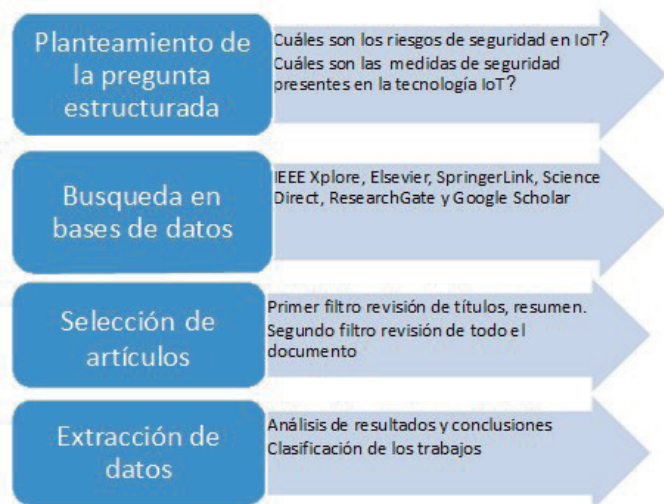 Planteamiento de
la pregunta
estructurada
Cuáles son los riesgos de seguridad en IoT?
Cuáles son las medidas de seguridad
presentes en la tecnología IoT?
Busqueda en
bases de datos
IEEE Xplore, Elsevier, SpringerLink, Science
Direct, ResearchGate y Google Scholar
Selección de
artículos
Primer filtro revisión de títulos, resumen.
Segundo filtro revisión de todo el
documento
Extracción de
datos
Análisis de resultados y conclusiones
Clasificación de los trabajos